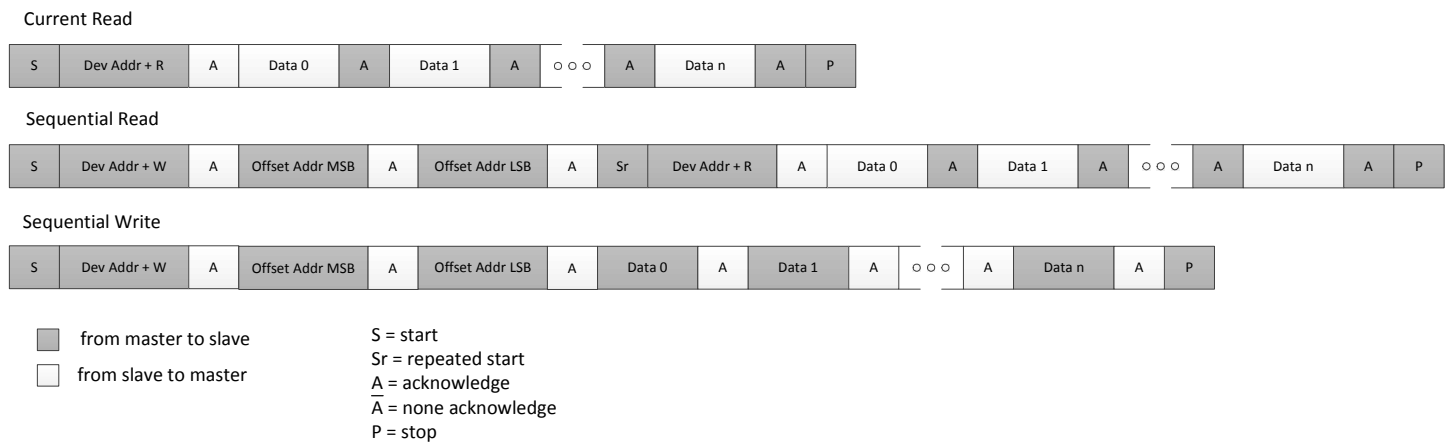 Current Read
S Dev Addr + R A Data 0 A Data 1 A A Data n A P
Sequential Read
S Dev Addr + W A Offset Addr MSB A Offset Addr LSB A Sr Dev Addr + R A Data 0 A Data 1 A A Data n A P
Sequential Write
S Dev Addr + W A Offset Addr MSB A Offset Addr LSB A Data 0 A Data 1 A A Data n A P
from master to slave
from slave to master
S = start
Sr = repeated start
A = acknowledge
A̅ = none acknowledge
P = stop